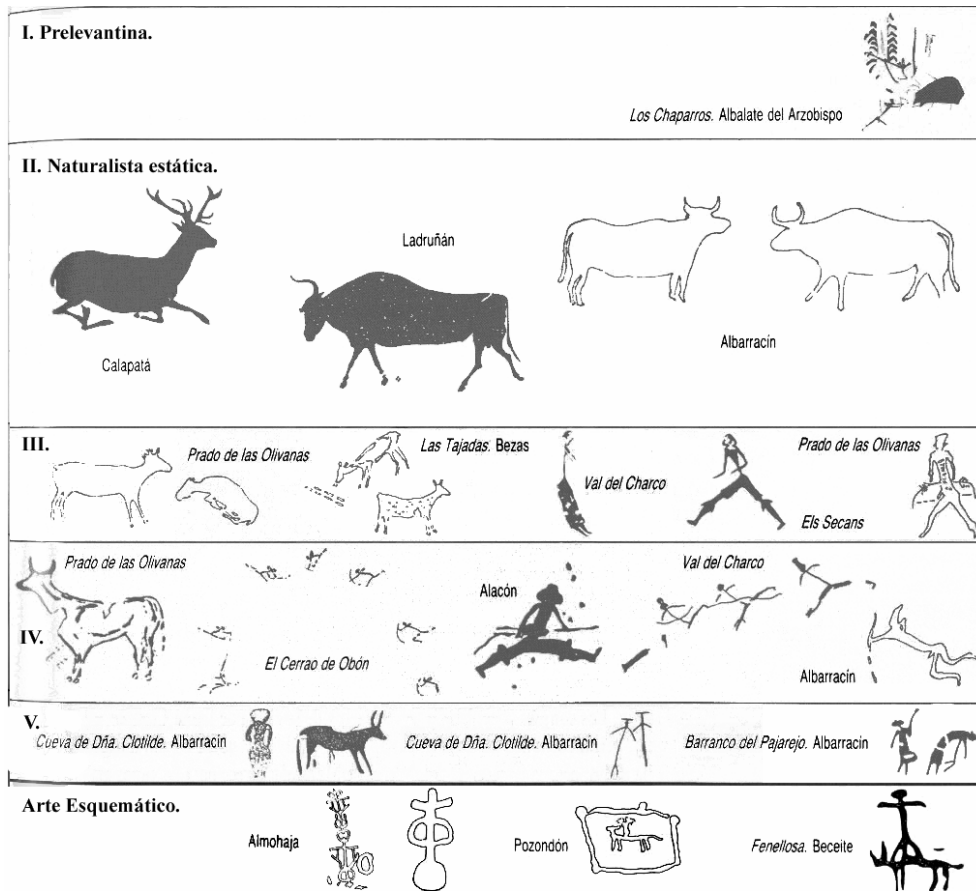 I. Prelevantina.
Los Chaparros. Albalate del Arzobispo
II. Naturalista estática.
Ladruñán
Albarracín
Calapatá
III.
Prado de las Olivanas
Las Tajadas. Bezas
Val del Charco
Prado de las Olivanas
Els Secans
Prado de las Olivanas
Alacón
Val del Charco
IV.
El Cerrao de Obón
Albarracín
V.
Cueva de Dña. Clotilde. Albarracín
Cueva de Dña. Clotilde. Albarracín
Barranco del Pajarejo. Albarracín
Arte Esquemático.
Almohaja
Pozondón
Fenellosa. Beceite